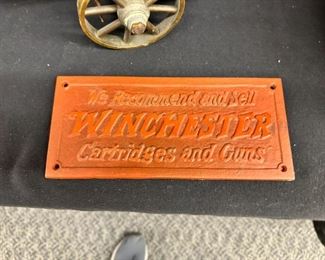 We Recommend and Sell
WINCHESTER
Cartridges and Guns